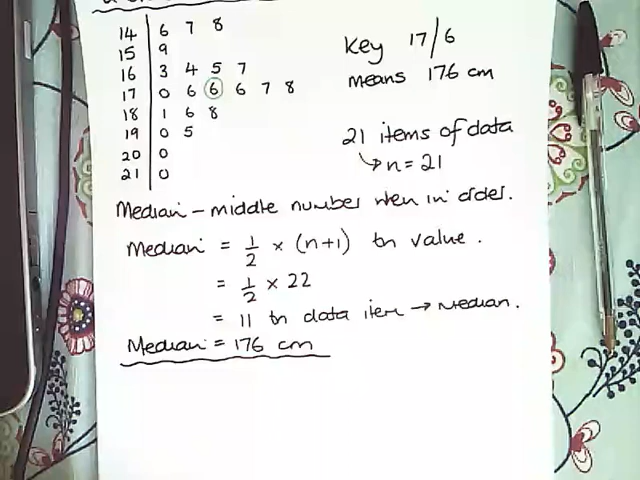 14 | 6 7 8
15 | 9
16 | 3 4 5 7
17 | 0 6 6 6 7 8
18 | 1 6 8
19 | 0 5
20 | 0
21 | 0
Key 17/6
means 176 cm
21 items of data
↳ n = 21
Median - middle number when in order.
Median = 1/2 × (n+1) th value.
= 1/2 × 22
= 11 th data item → Median.
Median = 176 cm